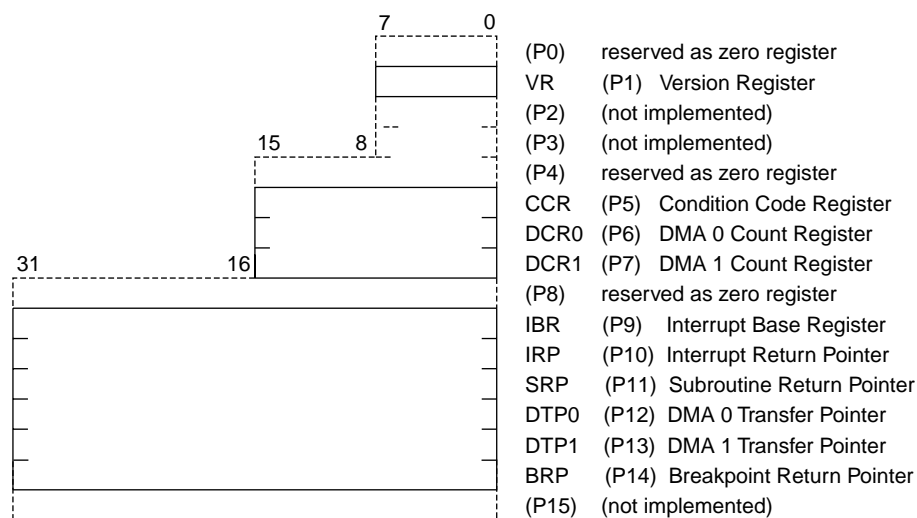 7 0
(P0) reserved as zero register
VR (P1) Version Register
(P2) (not implemented)
15 8 (P3) (not implemented)
(P4) reserved as zero register
CCR (P5) Condition Code Register
DCR0 (P6) DMA 0 Count Register
31 16 DCR1 (P7) DMA 1 Count Register
(P8) reserved as zero register
IBR (P9) Interrupt Base Register
IRP (P10) Interrupt Return Pointer
SRP (P11) Subroutine Return Pointer
DTP0 (P12) DMA 0 Transfer Pointer
DTP1 (P13) DMA 1 Transfer Pointer
BRP (P14) Breakpoint Return Pointer
(P15) (not implemented)